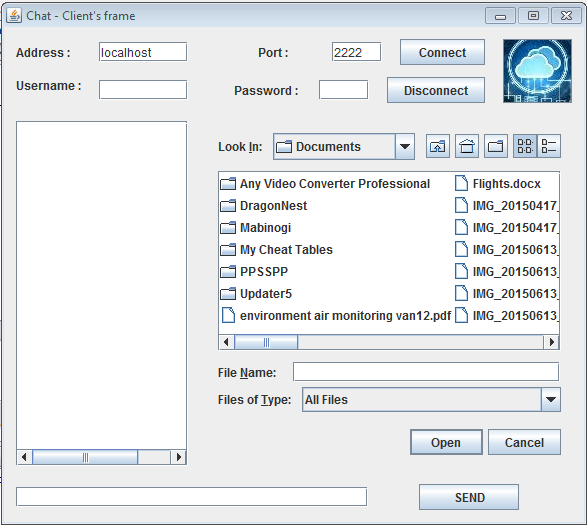 Chat - Client's frame
Address : localhost Port : 2222 Connect
Username : Password : Disconnect
Look In: Documents
Any Video Converter Professional
DragonNest
Mabinogi
My Cheat Tables
PPSSPP
Updater5
environment air monitoring van12.pdf
Flights.docx
IMG_20150417_
IMG_20150417_
IMG_20150613_
IMG_20150613_
IMG_20150613_
IMG_20150613_
File Name:
Files of Type: All Files
Open Cancel
SEND